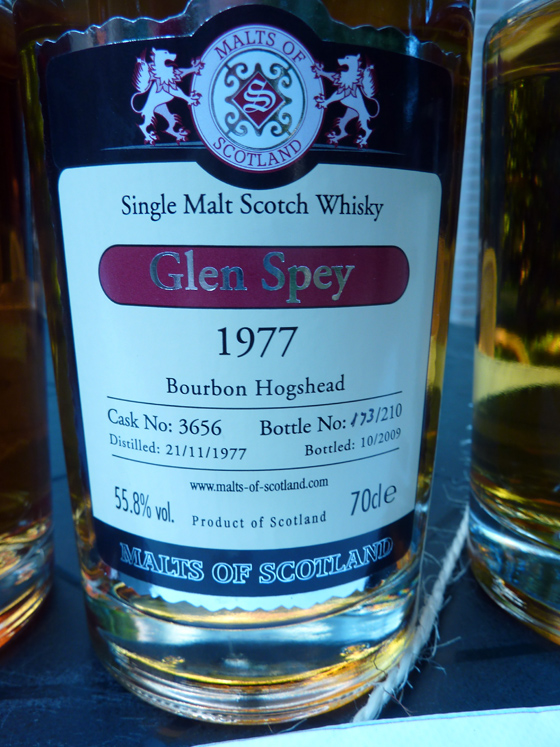 MALTS OF
S
SCOTLAND
Single Malt Scotch Whisky
Glen Spey
1977
Bourbon Hogshead
Cask No: 3656 Bottle No: 173/210
Distilled: 21/11/1977 Bottled: 10/2009
www.malts-of-scotland.com
55.8% vol. Product of Scotland 70cl e
MALTS OF SCOTLAND